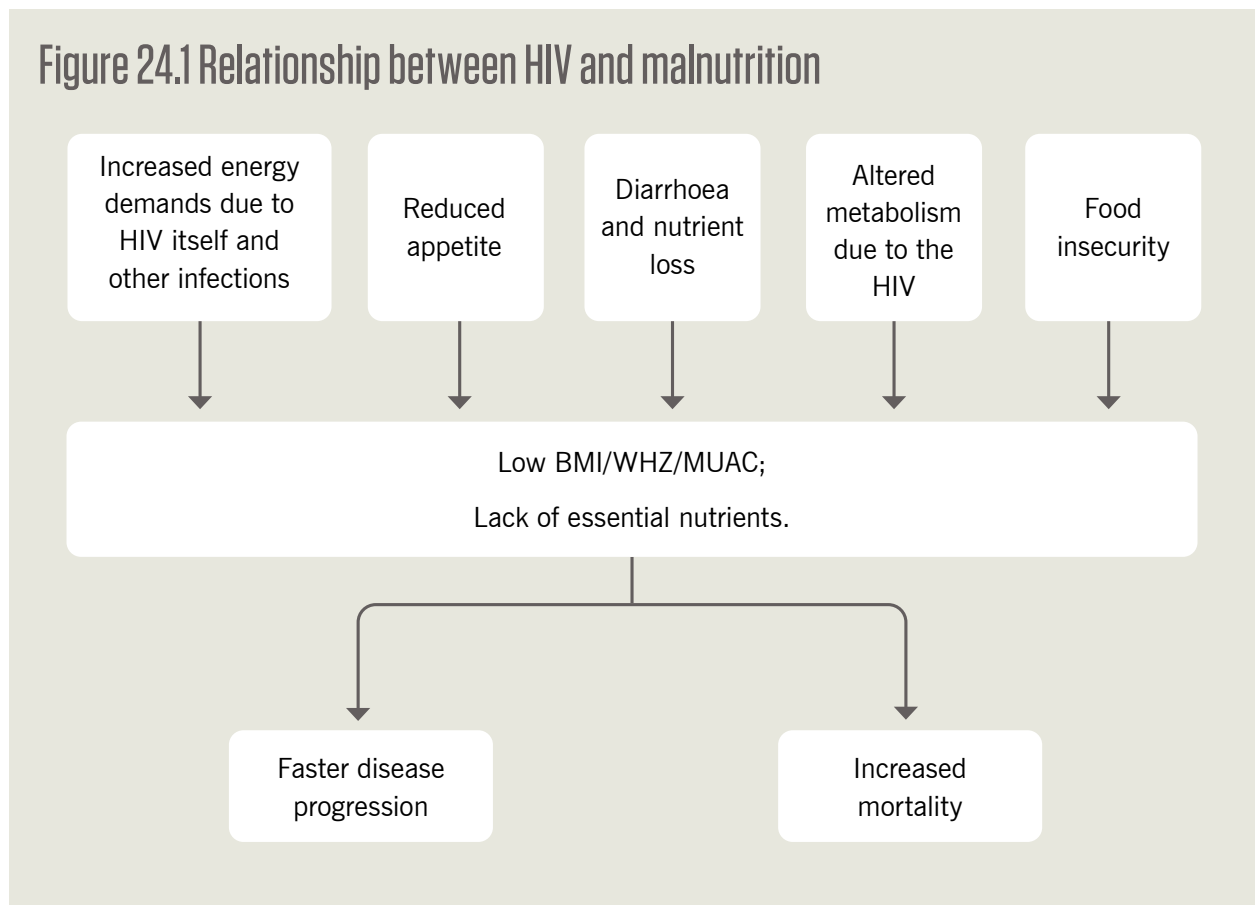 Figure 24.1 Relationship between HIV and malnutrition
Increased energy
demands due to
HIV itself and
other infections
Reduced
appetite
Diarrhoea
and nutrient
loss
Altered
metabolism
due to the
HIV
Food
insecurity
Low BMI/WHZ/MUAC;
Lack of essential nutrients.
Faster disease
progression
Increased
mortality